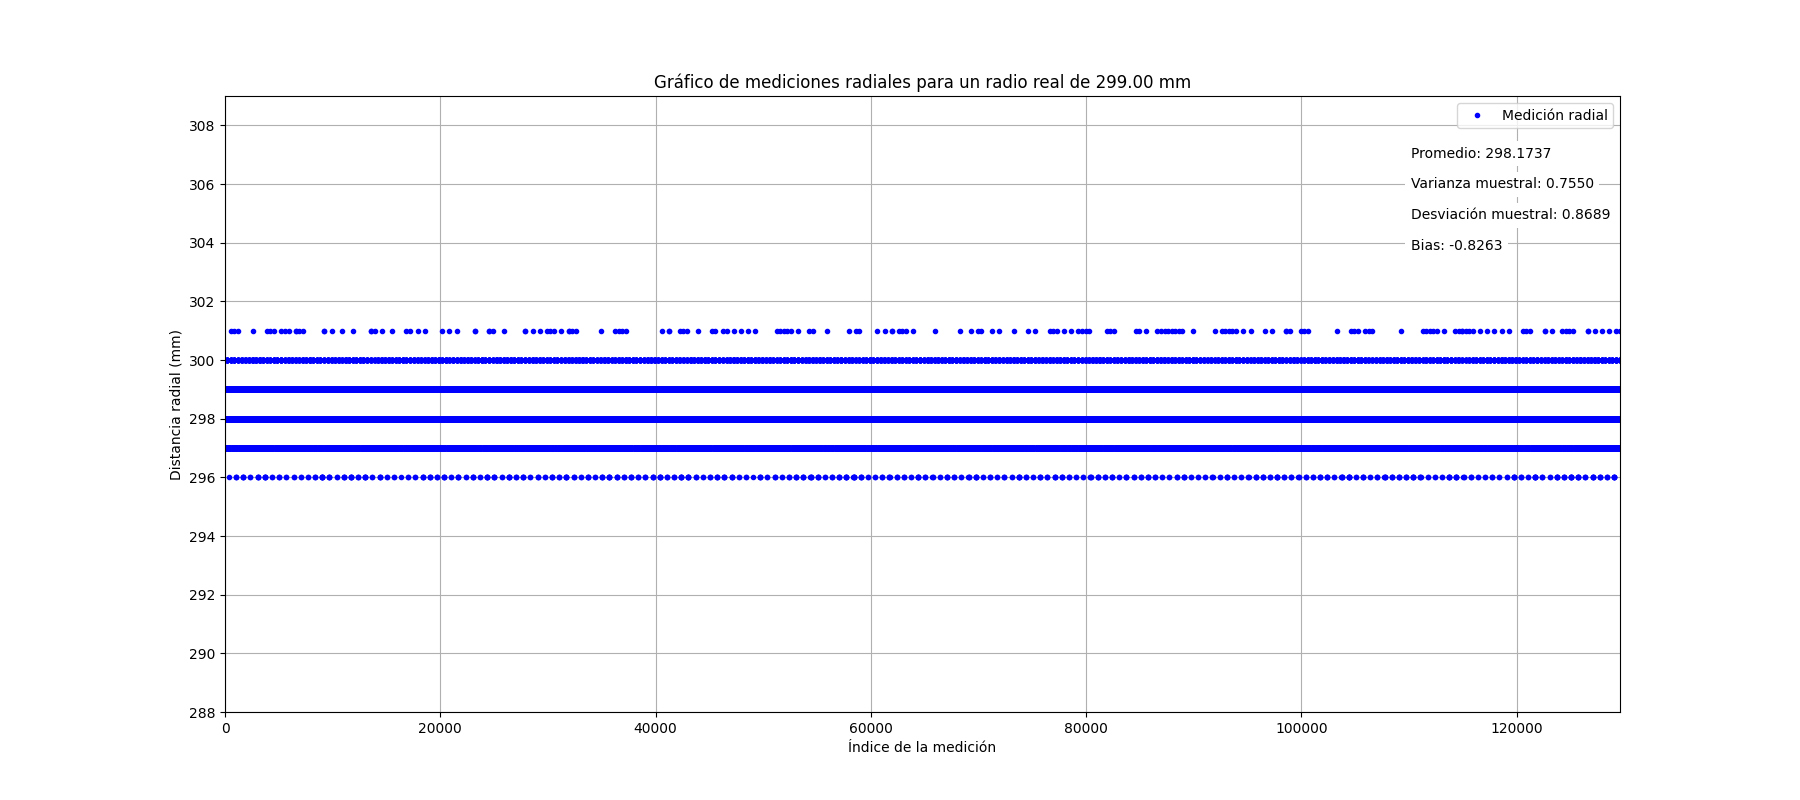 Gráfico de mediciones radiales para un radio real de 299.00 mm
Medición radial
Promedio: 298.1737
Varianza muestral: 0.7550
Desviación muestral: 0.8689
Bias: -0.8263
Distancia radial (mm)
308
306
304
302
300
298
296
294
292
290
288
0 20000 40000 60000 80000 100000 120000
Índice de la medición